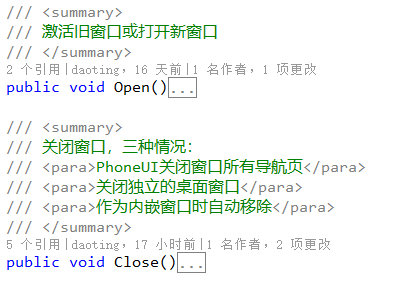 /// <summary>
/// 激活旧窗口或打开新窗口
/// </summary>
2 个引用|daoting，16 天前|1 名作者，1 项更改
public void Open()...
/// <summary>
/// 关闭窗口，三种情况：
/// <para>PhoneUI关闭窗口所有导航页</para>
/// <para>关闭独立的桌面窗口</para>
/// <para>作为内嵌窗口时自动移除</para>
/// </summary>
5 个引用|daoting，17 小时前|1 名作者，2 项更改
public void Close()...